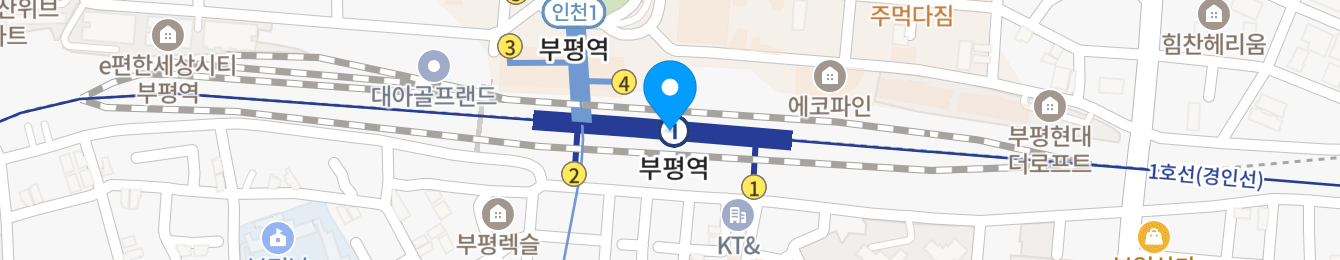 인천1
주먹다짐
힘찬헤리움
3
부평역
e편한세상시티
부평역
4
대아골프랜드
에코파인
부평현대
더로프트
1
부평역
1호선(경인선)
2
1
부평렉슬
KT&